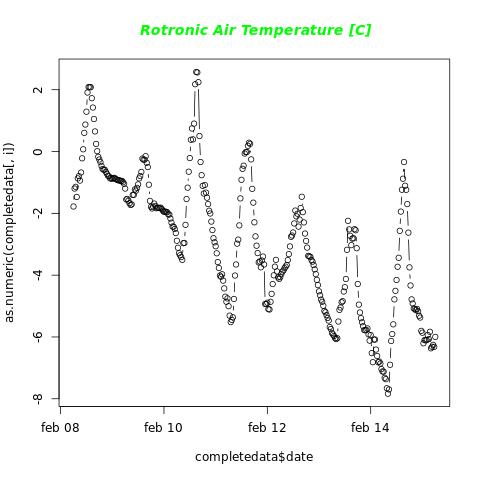 Rotronic Air Temperature [C]
as.numeric(completedata[, i])
2
0
-2
-4
-6
-8
feb 08 feb 10 feb 12 feb 14
completedata$date